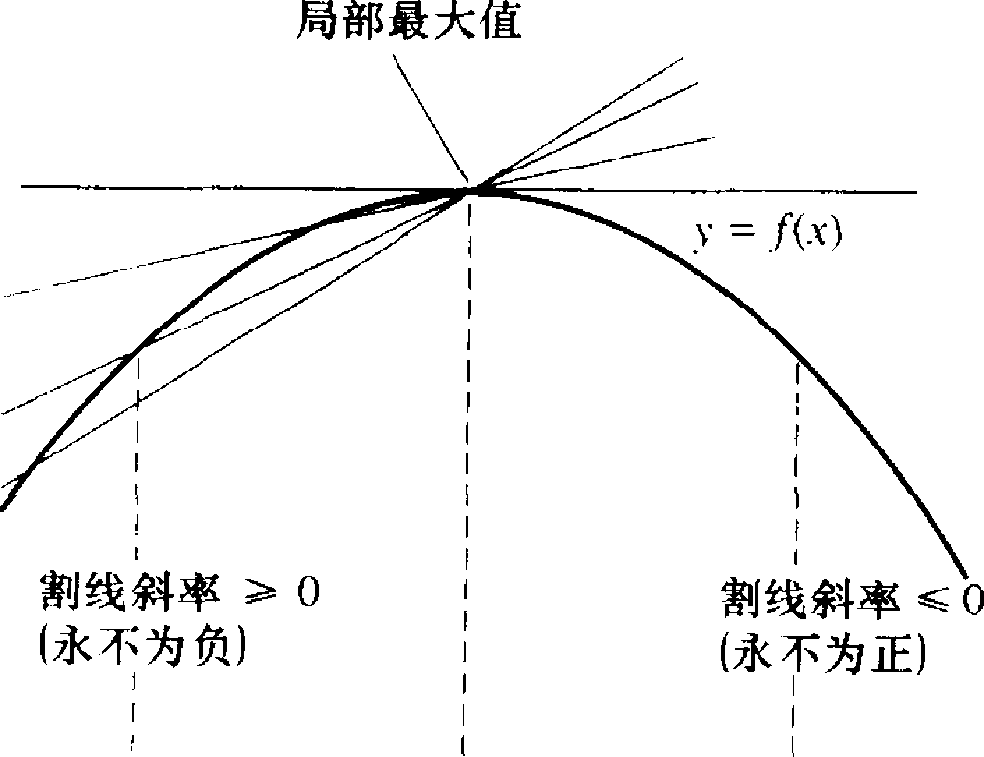 局部最大值
y = f(x)
割线斜率 ≥ 0
(永不为负)
割线斜率 ≤ 0
(永不为正)